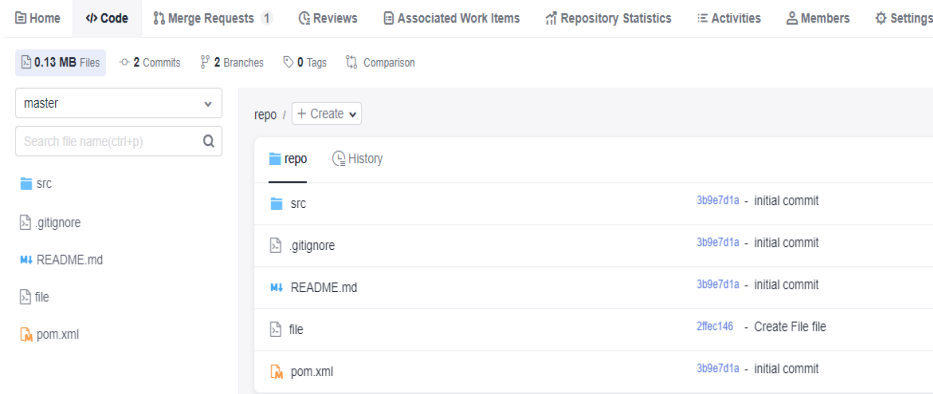 Home Code Merge Requests 1 Reviews Associated Work Items Repository Statistics Activities Members Settings
0.13 MB Files 2 Commits 2 Branches 0 Tags Comparison
master
repo / + Create
Search file name(ctrl+p)
repo History
src
src 3b9e7d1a - initial commit
.gitignore
.gitignore 3b9e7d1a - initial commit
README.md
README.md 3b9e7d1a - initial commit
file
file 2ffec146 - Create File file
pom.xml
pom.xml 3b9e7d1a - initial commit